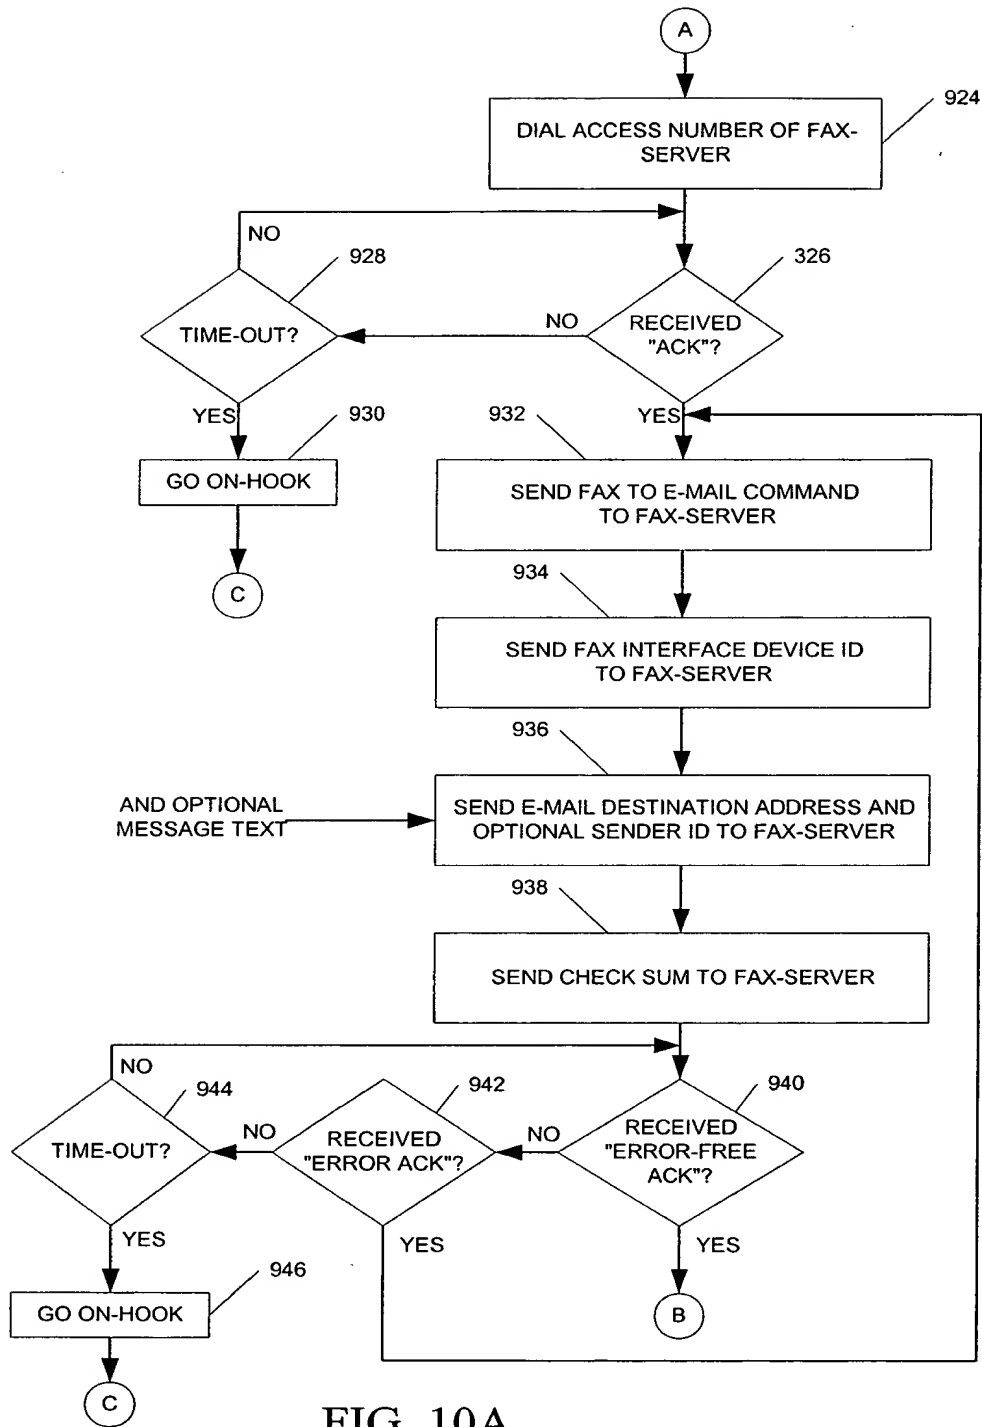 A
924
DIAL ACCESS NUMBER OF FAX-
SERVER
NO
928
326
TIME-OUT?
NO
RECEIVED
"ACK"?
YES
930
932
YES
GO ON-HOOK
SEND FAX TO E-MAIL COMMAND
TO FAX-SERVER
C
934
SEND FAX INTERFACE DEVICE ID
TO FAX-SERVER
936
AND OPTIONAL
MESSAGE TEXT
SEND E-MAIL DESTINATION ADDRESS AND
OPTIONAL SENDER ID TO FAX-SERVER
938
SEND CHECK SUM TO FAX-SERVER
NO
944
942
940
TIME-OUT?
NO
RECEIVED
"ERROR ACK"?
NO
RECEIVED
"ERROR-FREE
ACK"?
YES
YES
YES
946
GO ON-HOOK
B
C
FIG. 10A